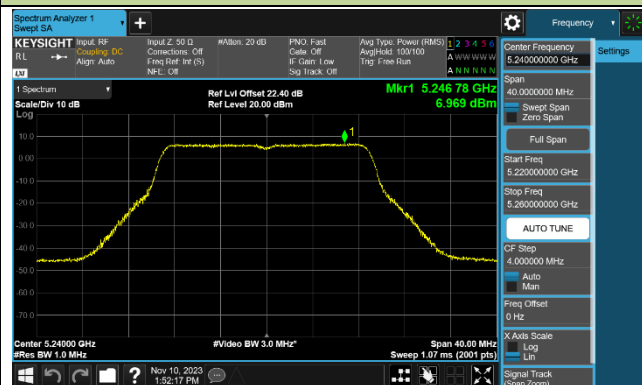 Spectrum Analyzer 1
Swept SA
+
Frequency
KEYSIGHT
RL
LXI
Input: RF
Coupling: DC
Align: Auto
Input Z: 50 Ω
Corrections: Off
Freq Ref: Int (S)
NFE: Off
#Atten: 20 dB
PNO: Fast
Gate: Off
IF Gain: Low
Sig Track: Off
Avg Type: Power (RMS)
Avg|Hold: 100/100
Trig: Free Run
1 2 3 4 5 6
A W W W W W
A N N N N N
1 Spectrum
Scale/Div 10 dB
Log
Ref Lvl Offset 22.40 dB
Ref Level 20.00 dBm
Mkr1 5.246 78 GHz
6.969 dBm
1
10.0
0.00
-10.0
-20.0
-30.0
-40.0
-50.0
-60.0
-70.0
Center 5.24000 GHz
#Res BW 1.0 MHz
#Video BW 3.0 MHz*
Span 40.00 MHz
Sweep 1.07 ms (2001 pts)
Nov 10, 2023
1:52:17 PM
?
Center Frequency
5.240000000 GHz
Span
40.0000000 MHz
Swept Span
Zero Span
Full Span
Start Freq
5.220000000 GHz
Stop Freq
5.260000000 GHz
AUTO TUNE
CF Step
4.000000 MHz
Auto
Man
Freq Offset
0 Hz
X Axis Scale
Log
Lin
Signal Track
(Span Zoom)
Settings